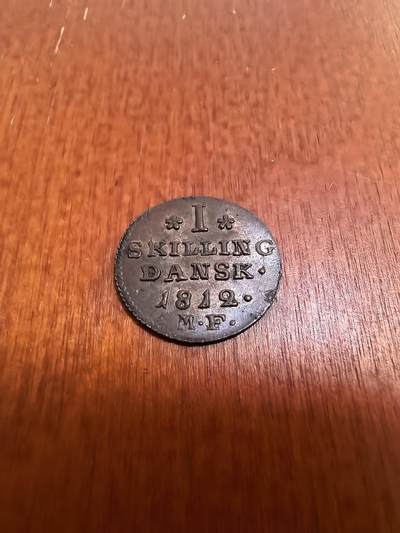 * I *
SKILLING
DANSK.
1812.
M.F.